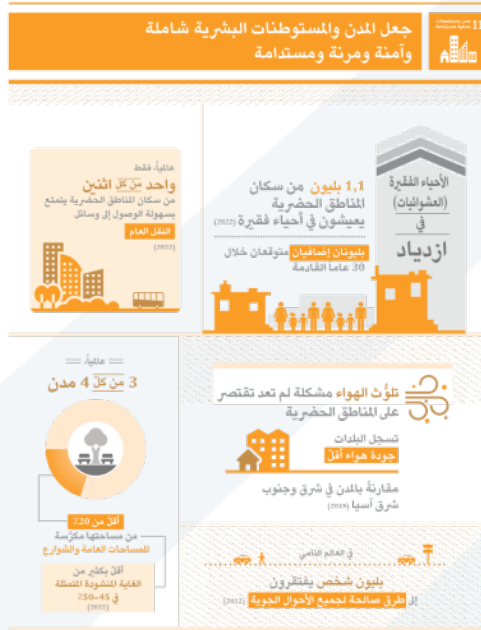 11 مدن ومجتمعات
محلية مستدامة
جعل المدن والمستوطنات البشرية شاملة
وآمنة ومرنة ومستدامة
الأحياء الفقيرة
(العشوائيات)
في
ازدياد
1,1 بليون من سكان
المناطق الحضرية
يعيشون في أحياء فقيرة (2022)
بليونان إضافيان متوقعان خلال
30 عاما القادمة
عالميا، فقط
واحد من كل اثنين
من سكان المناطق الحضرية يتمتع
بسهولة الوصول إلى وسائل
النقل العام
(2022)
تلوُّث الهواء مشكلة لم تعد تقتصر
على المناطق الحضرية
تسجل البلدات
جودة هواء أقلّ
مقارنةً بالمدن في شرق وجنوب
شرق آسيا (2019)
عالمياً،
3 من كلّ 4 مدن
أقلّ من 20٪
من مساحتها مكرّسة
للمساحات العامة والشوارع
أقلّ بكثير من
الغاية المنشودة المتمثلة
في 45-50٪
(2022)
في العالم النامي
بليون شخص يفتقرون
إلى طرق صالحة لجميع الأحوال الجوية (2022)